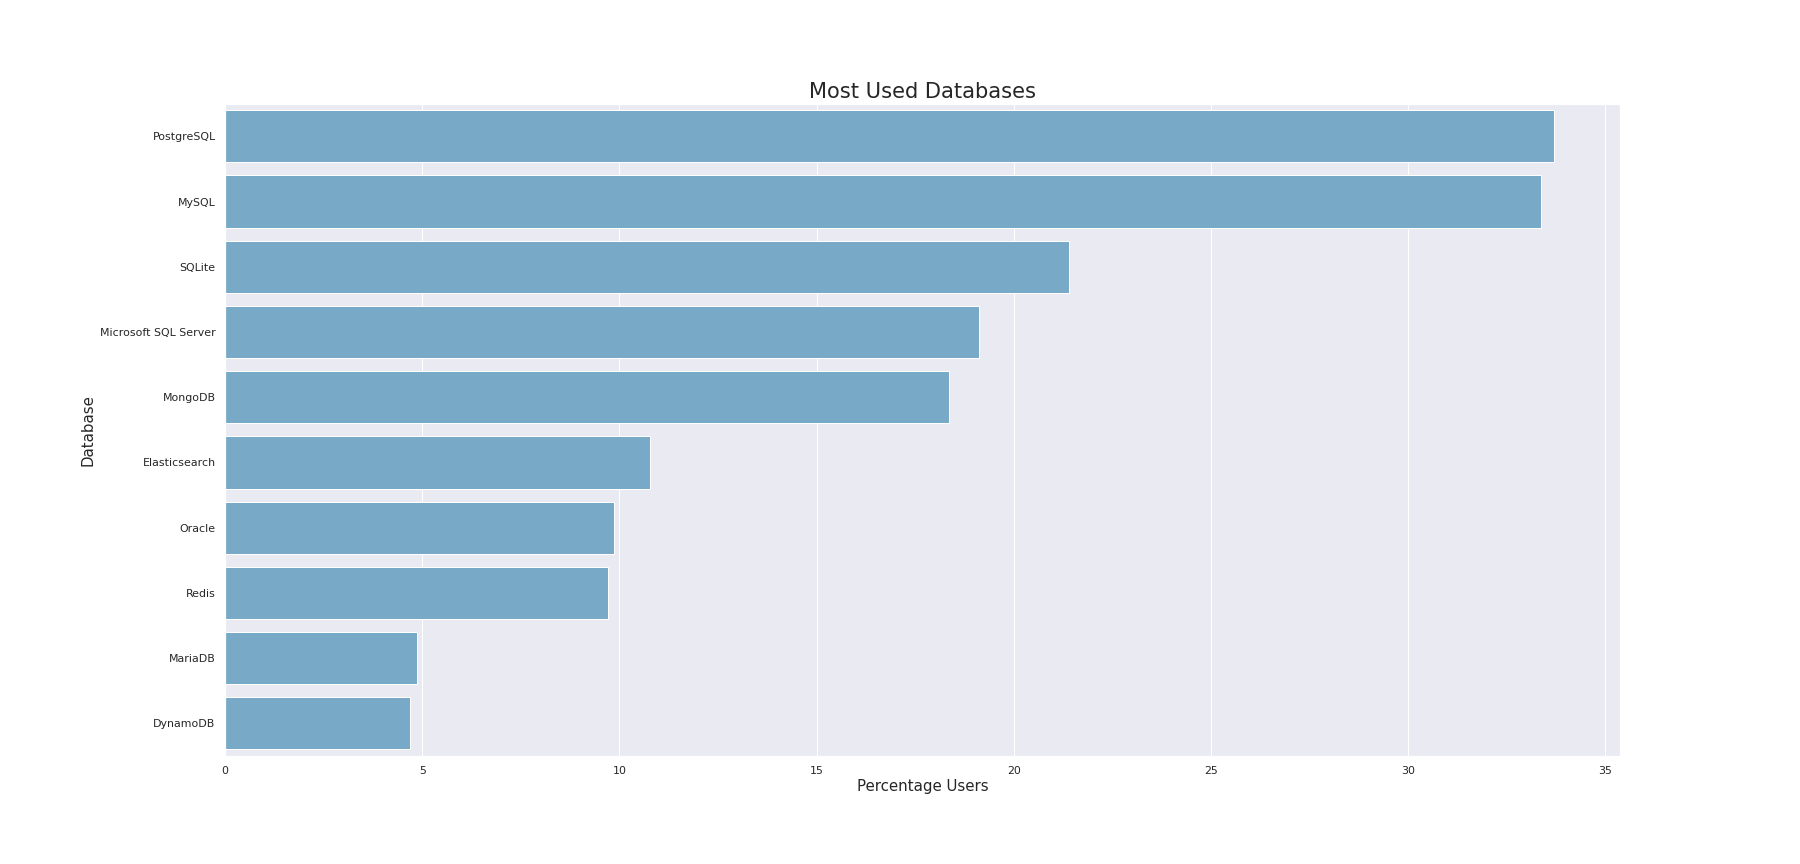 Most Used Databases
PostgreSQL
MySQL
SQLite
Microsoft SQL Server
MongoDB
Elasticsearch
Oracle
Redis
MariaDB
DynamoDB
Database
0 5 10 15 20 25 30 35
Percentage Users